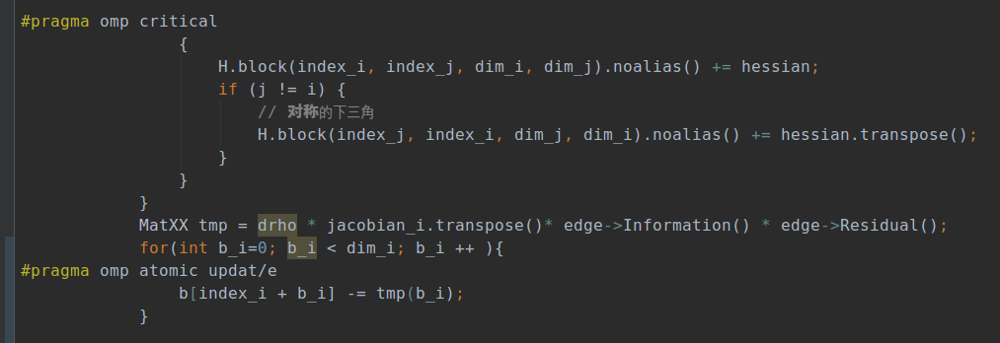 #pragma omp critical
{
H.block(index_i, index_j, dim_i, dim_j).noalias() += hessian;
if (j != i) {
// 对称的下三角
H.block(index_j, index_i, dim_j, dim_i).noalias() += hessian.transpose();
}
}
}
MatXX tmp = drho * jacobian_i.transpose()* edge->Information() * edge->Residual();
for(int b_i=0; b_i < dim_i; b_i ++ ){
#pragma omp atomic updat/e
b[index_i + b_i] -= tmp(b_i);
}